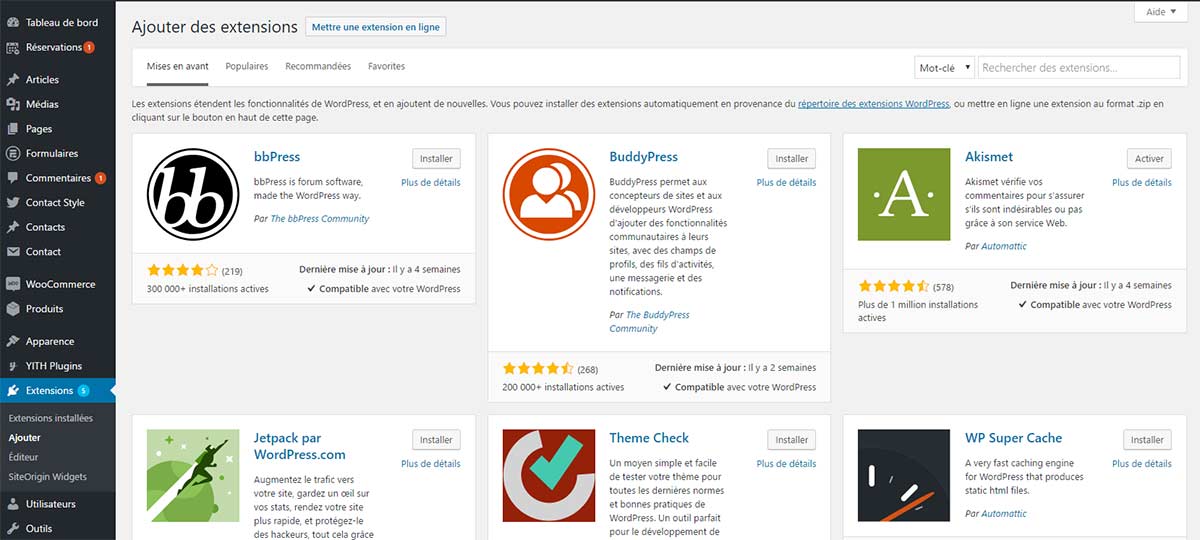 Tableau de bord
Réservations 1
Articles
Médias
Pages
Formulaires
Commentaires 1
Contact Style
Contacts
Contact
WooCommerce
Produits
Apparence
YITH Plugins
Extensions 5
Extensions installées
Ajouter
Éditeur
SiteOrigin Widgets
Utilisateurs
Outils
Aide
Ajouter des extensions Mettre une extension en ligne
Mises en avant Populaires Recommandées Favorites Mot-clé Rechercher des extensions...
Les extensions étendent les fonctionnalités de WordPress, et en ajoutent de nouvelles. Vous pouvez installer des extensions automatiquement en provenance du répertoire des extensions WordPress, ou mettre en ligne une extension au format .zip en
cliquant sur le bouton en haut de cette page.
bb
bbPress
Installer
Plus de détails
bbPress is forum software,
made the WordPress way.
Par The bbPress Community
(219)
300 000+ installations actives
Dernière mise à jour : Il y a 4 semaines
Compatible avec votre WordPress
BuddyPress
Installer
Plus de détails
BuddyPress permet aux
concepteurs de sites et aux
développeurs WordPress
d'ajouter des fonctionnalités
communautaires à leurs
sites, avec des champs de
profils, des fils d'activités,
une messagerie et des
notifications.
Par The BuddyPress
Community
(268)
200 000+ installations actives
Dernière mise à jour : Il y a 2 semaines
Compatible avec votre WordPress
A
Akismet
Activer
Plus de détails
Akismet vérifie vos
commentaires pour s'assurer
s'ils sont indésirables ou pas
grâce à son service Web.
Par Automattic
(578)
Plus de 1 million installations
actives
Dernière mise à jour : Il y a 4 semaines
Compatible avec votre WordPress
Jetpack par
WordPress.com
Installer
Plus de détails
Augmentez le trafic vers
votre site, gardez un œil sur
vos stats, rendez votre site
plus rapide, et protégez-le
des hackeurs, tout cela grâce
Theme Check
Installer
Plus de détails
Un moyen simple et facile
de tester votre thème pour
toutes les dernières normes
et bonnes pratiques de
WordPress. Un outil parfait
pour le développement de
WP Super Cache
Installer
Plus de détails
A very fast caching engine
for WordPress that produces
static html files.
Par Automattic